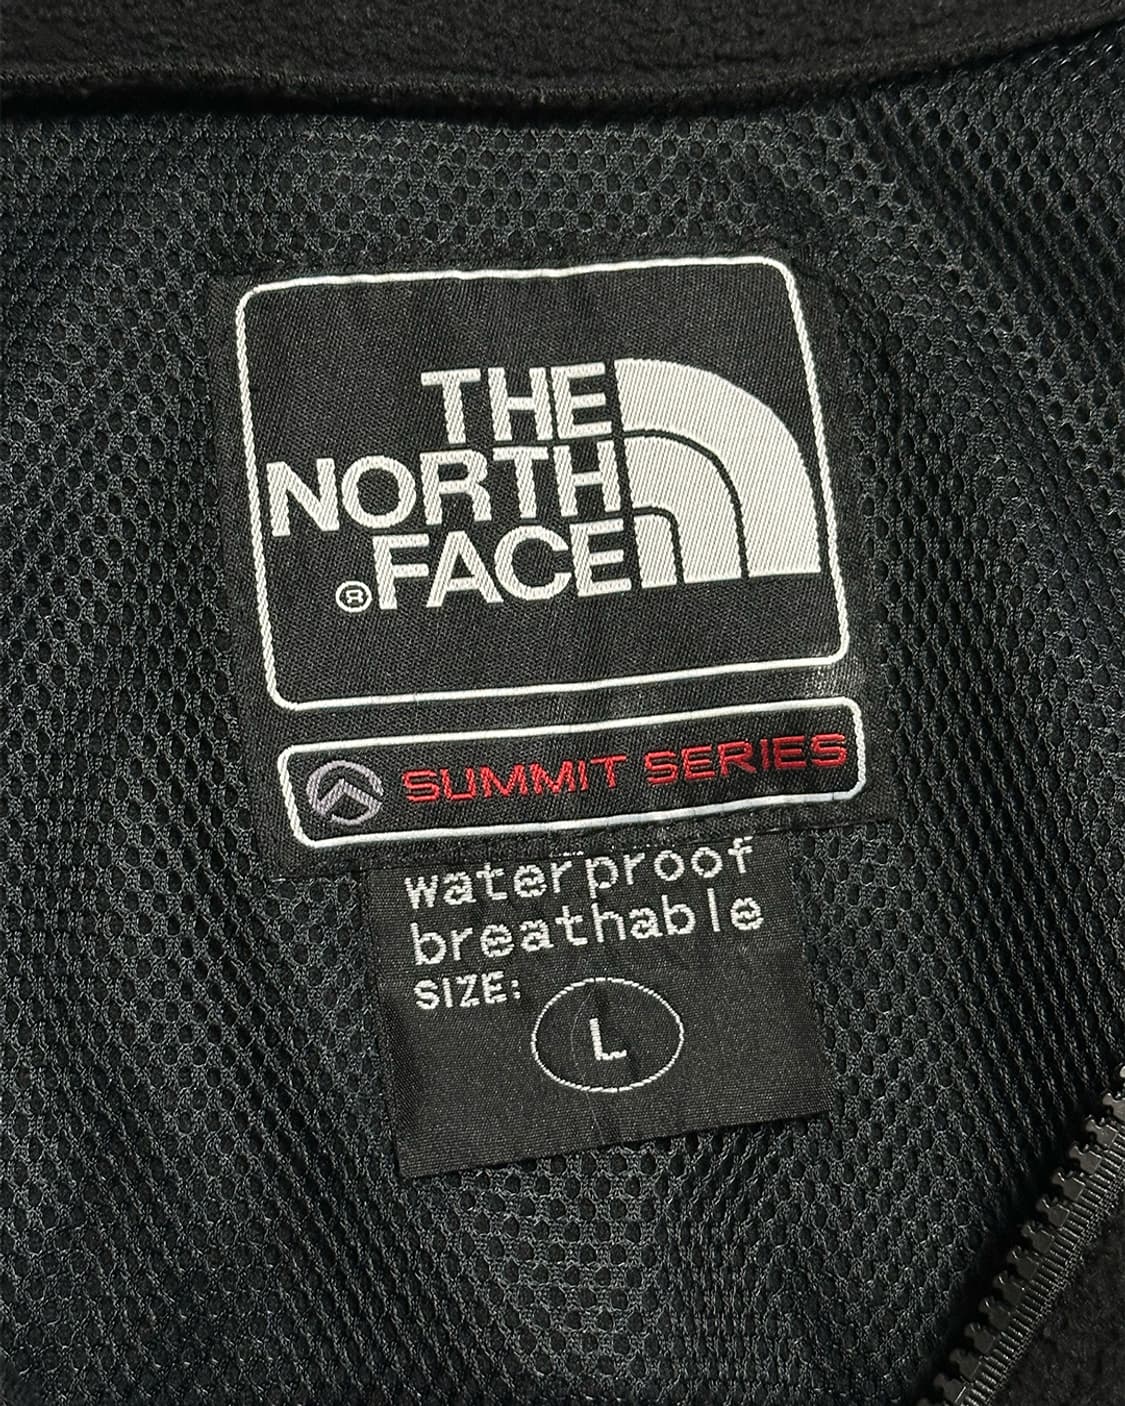 THE
NORTH
®FACE
SUMMIT SERIES
waterproof
breathable
SIZE:
L